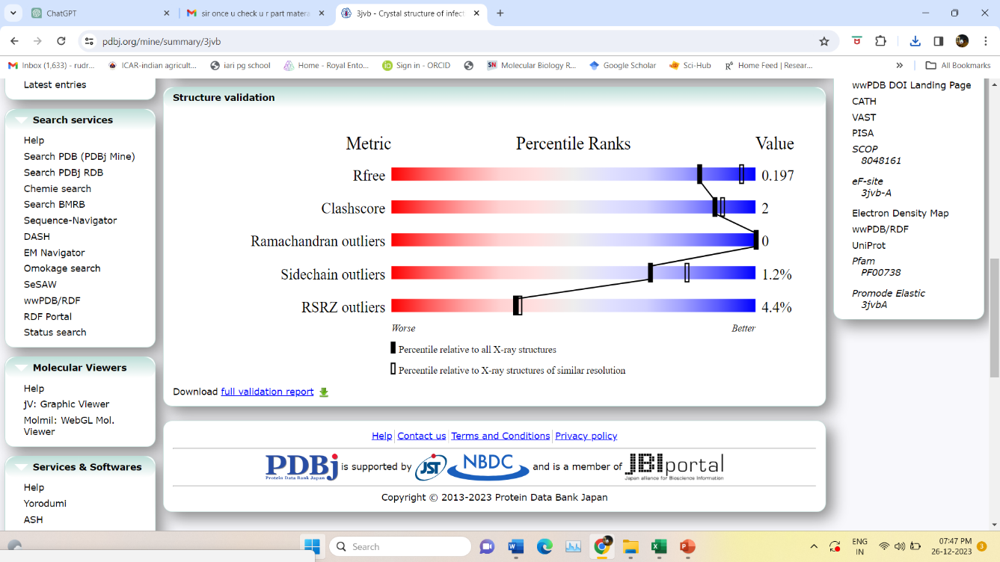 ChatGPT
sir once u check u r part matera
3jvb - Crystal structure of infect
pdbj.org/mine/summary/3jvb
Inbox (1,633) - rudr...
ICAR-indian agricult...
iari pg school
Home - Royal Ento...
Sign in - ORCID
SN Molecular Biology R...
Google Scholar
Sci-Hub
R⁶ Home Feed | Resear...
»
All Bookmarks
Latest entries
Search services
Help
Search PDB (PDBj Mine)
Search PDBj RDB
Chemie search
Search BMRB
Sequence-Navigator
DASH
EM Navigator
Omokage search
SeSAW
wwPDB/RDF
RDF Portal
Status search
Molecular Viewers
Help
jV: Graphic Viewer
Molmil: WebGL Mol.
Viewer
Services & Softwares
Help
Yorodumi
ASH
Structure validation
Metric Percentile Ranks Value
Rfree 0.197
Clashscore 2
Ramachandran outliers 0
Sidechain outliers 1.2%
RSRZ outliers 4.4%
Worse Better
Percentile relative to all X-ray structures
Percentile relative to X-ray structures of similar resolution
Download full validation report
Help Contact us Terms and Conditions Privacy policy
PDBj Protein Data Bank Japan is supported by JST NBDC and is a member of JBI portal Japan alliance for Bioscience Information
Copyright © 2013-2023 Protein Data Bank Japan
wwPDB DOI Landing Page
CATH
VAST
PISA
SCOP
8048161
eF-site
3jvb-A
Electron Density Map
wwPDB/RDF
UniProt
Pfam
PF00738
Promode Elastic
3jvbA
Search
ENG
IN
07:47 PM
26-12-2023
3